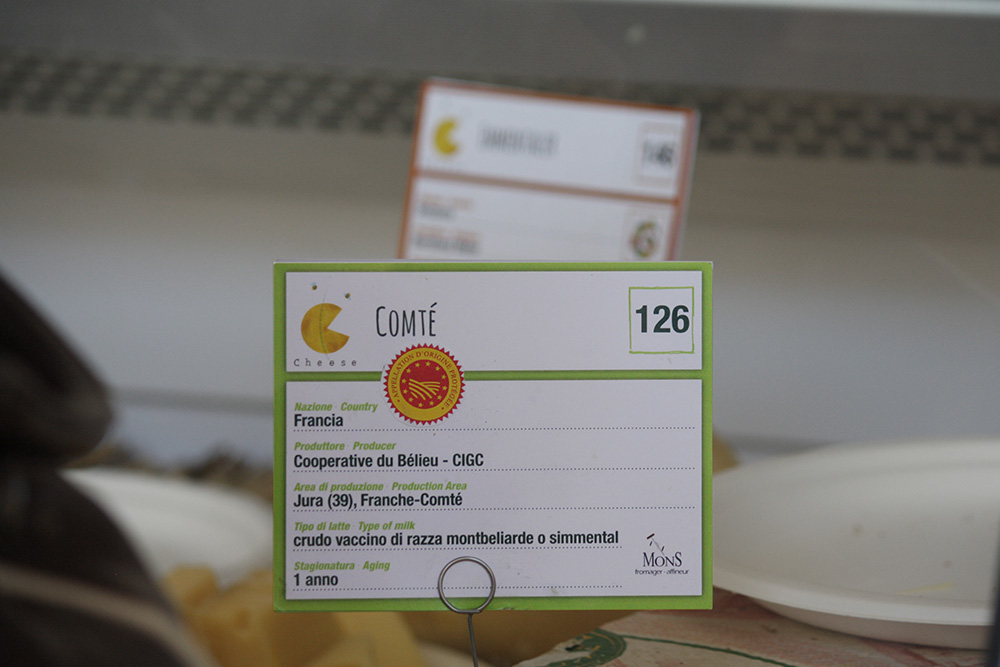 146
COMTÉ
126
Cheese
APPELLATION D'ORIGINE PROTÉGÉE
Nazione - Country
Francia
Produttore - Producer
Cooperative du Bélieu - CIGC
Area di produzione - Production Area
Jura (39), Franche-Comté
Tipo di latte - Type of milk
crudo vaccino di razza montbeliarde o simmental
Stagionatura - Aging
1 anno
MONS
fromager - affineur